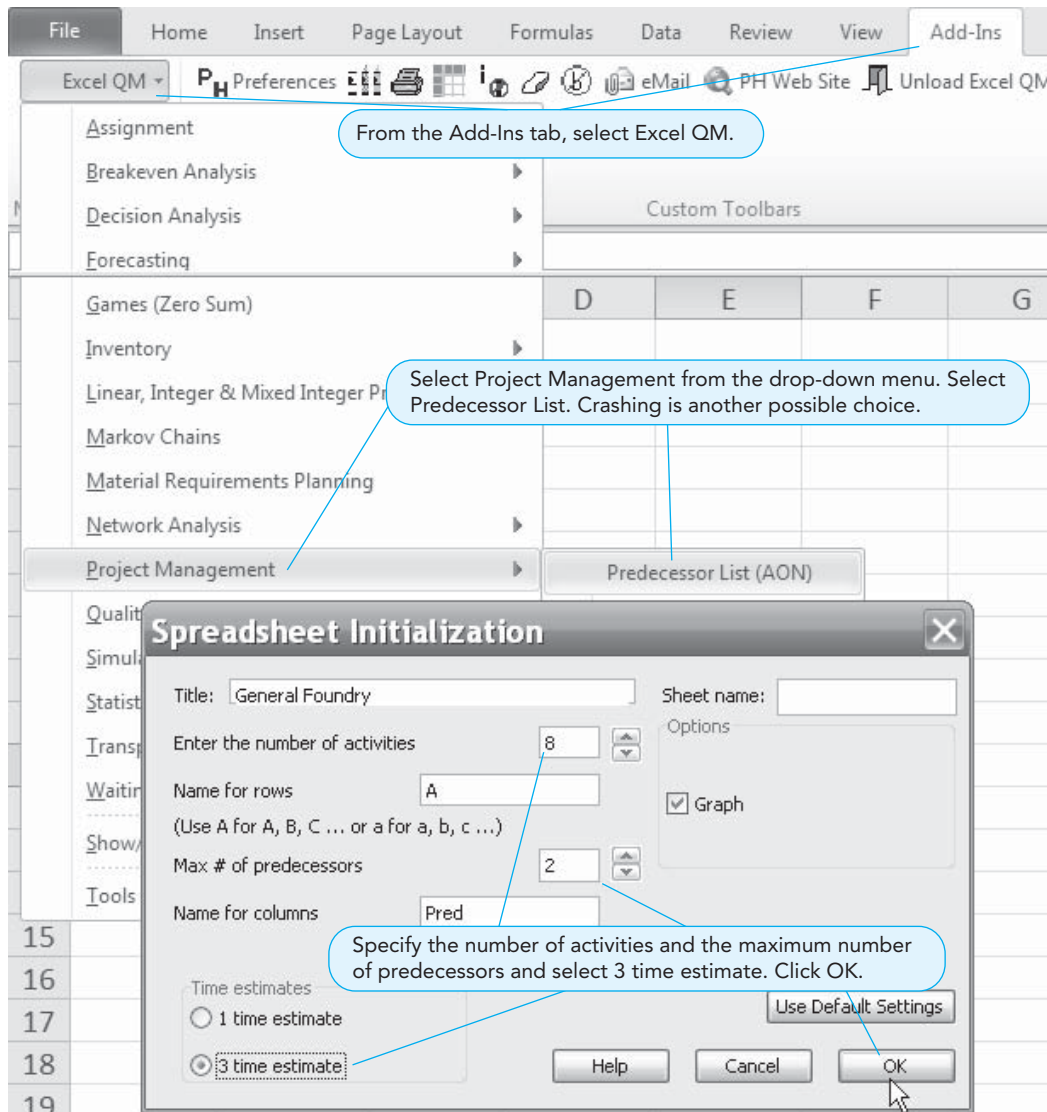 File Home Insert Page Layout Formulas Data Review View Add-Ins
Excel QM PH Preferences eMail PH Web Site Unload Excel QM
Assignment
From the Add-Ins tab, select Excel QM.
Breakeven Analysis
Decision Analysis
Custom Toolbars
Forecasting
Games (Zero Sum)
D E F G
Inventory
Linear, Integer & Mixed Integer Pr
Select Project Management from the drop-down menu. Select
Predecessor List. Crashing is another possible choice.
Markov Chains
Material Requirements Planning
Network Analysis
Project Management
Predecessor List (AON)
Qualit
Simula
Statist
Transp
Waitin
Show/
Tools
Spreadsheet Initialization
Title: General Foundry
Sheet name:
Options
Enter the number of activities 8
Name for rows A
Graph
(Use A for A, B, C ... or a for a, b, c ...)
Max # of predecessors 2
Name for columns Pred
Specify the number of activities and the maximum number
of predecessors and select 3 time estimate. Click OK.
Time estimates
1 time estimate
3 time estimate
Use Default Settings
Help Cancel OK
15
16
17
18
19